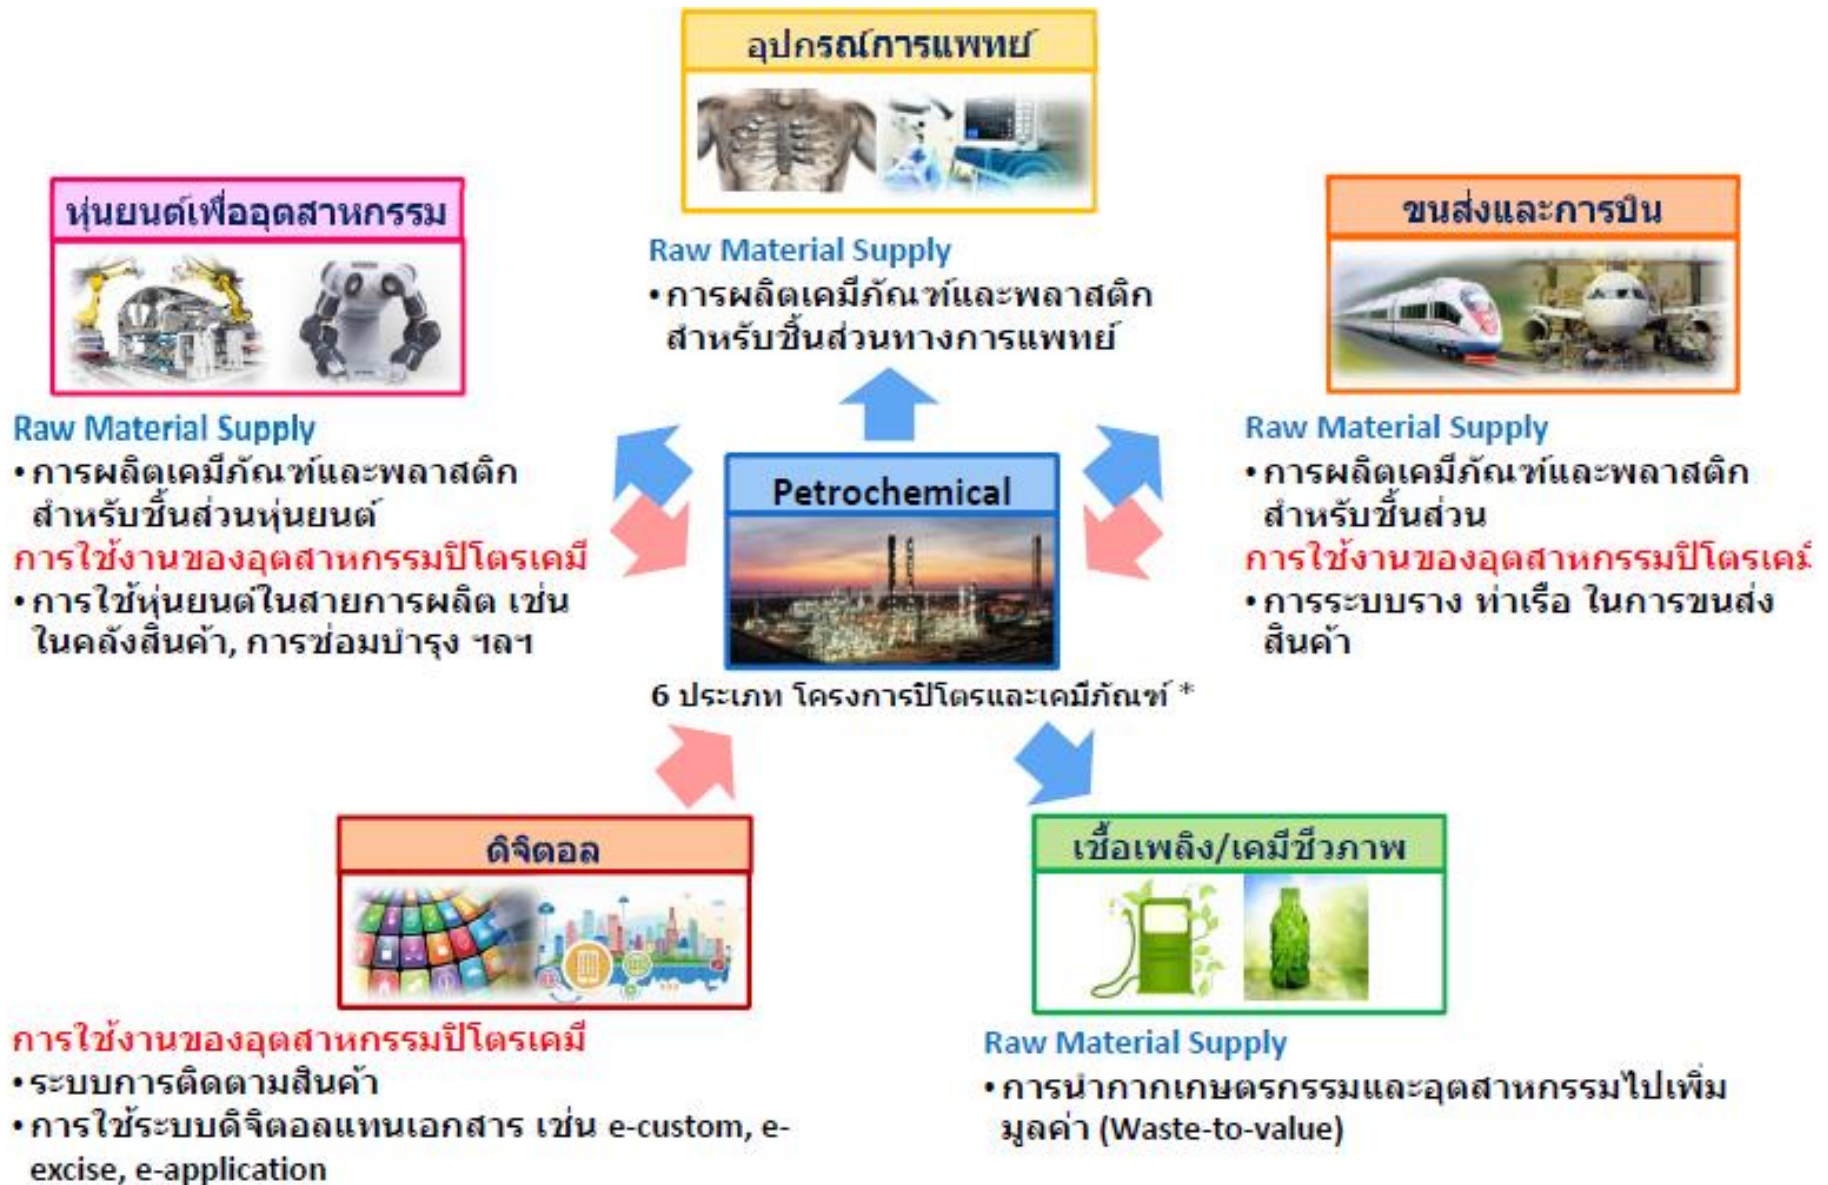 อุปกรณ์การแพทย์
Raw Material Supply
•การผลิตเคมีภัณฑ์และพลาสติก
สำหรับชิ้นส่วนทางการแพทย์
หุ่นยนต์เพื่ออุตสาหกรรม
Raw Material Supply
•การผลิตเคมีภัณฑ์และพลาสติก
สำหรับชิ้นส่วนหุ่นยนต์
การใช้งานของอุตสาหกรรมปิโตรเคมี
•การใช้หุ่นยนต์ในสายการผลิต เช่น
ในคลังสินค้า, การซ่อมบำรุง ฯลฯ
ขนส่งและการบิน
Raw Material Supply
•การผลิตเคมีภัณฑ์และพลาสติก
สำหรับชิ้นส่วน
การใช้งานของอุตสาหกรรมปิโตรเคมี
•การระบบราง ท่าเรือ ในการขนส่ง
สินค้า
Petrochemical
6 ประเภท โครงการปิโตรและเคมีภัณฑ์ *
ดิจิตอล
การใช้งานของอุตสาหกรรมปิโตรเคมี
•ระบบการติดตามสินค้า
•การใช้ระบบดิจิตอลแทนเอกสาร เช่น e-custom, e-
excise, e-application
เชื้อเพลิง/เคมีชีวภาพ
Raw Material Supply
•การนำกากเกษตรกรรมและอุตสาหกรรมไปเพิ่ม
มูลค่า (Waste-to-value)